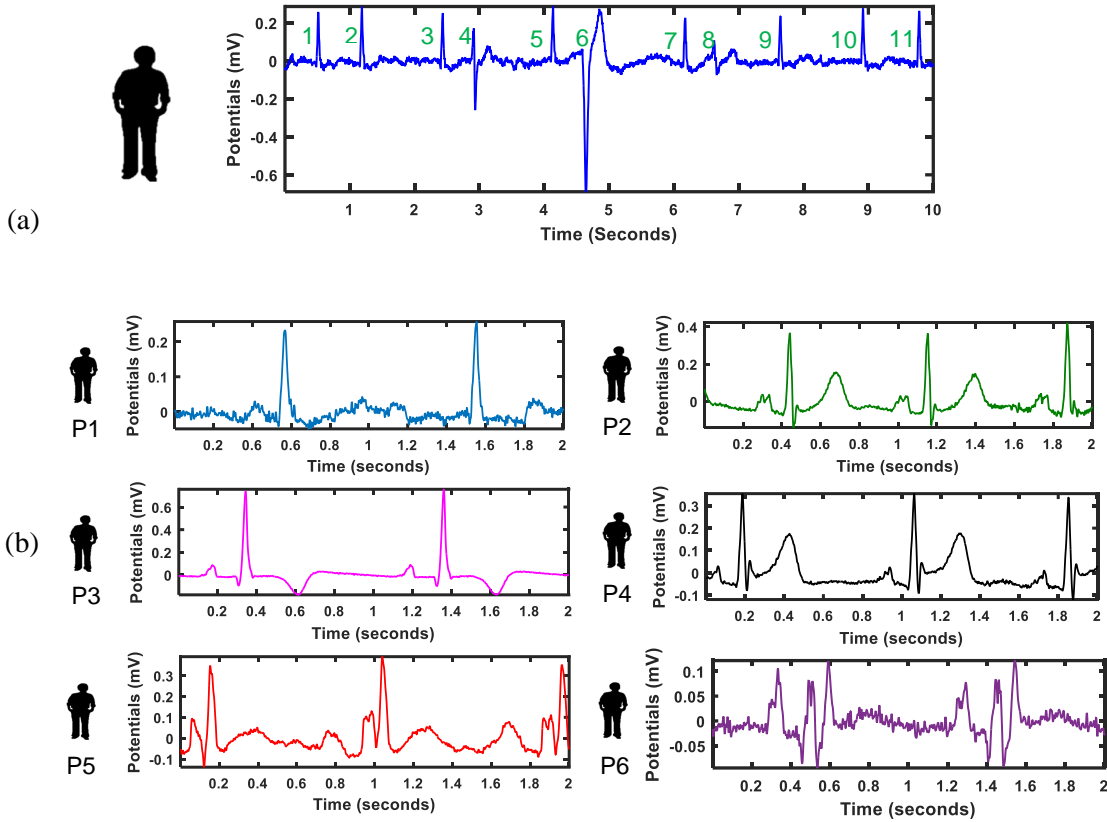 (a)
Potentials (mV)
0.2
0
-0.2
-0.4
-0.6
1 2 3 4 5 6 7 8 9 10 11
1 2 3 4 5 6 7 8 9 10
Time (Seconds)
(b)
P1
Potentials (mV)
0.2
0.1
0
0.2 0.4 0.6 0.8 1 1.2 1.4 1.6 1.8 2
Time (seconds)
P2
Potentials (mV)
0.4
0.2
0
0.2 0.4 0.6 0.8 1 1.2 1.4 1.6 1.8 2
Time (seconds)
P3
Potentials (mV)
0.6
0.4
0.2
0
0.2 0.4 0.6 0.8 1 1.2 1.4 1.6 1.8 2
Time (seconds)
P4
Potentials (mV)
0.3
0.2
0.1
0
-0.1
0.2 0.4 0.6 0.8 1 1.2 1.4 1.6 1.8 2
Time (seconds)
P5
Potentials (mV)
0.3
0.2
0.1
0
-0.1
0.2 0.4 0.6 0.8 1 1.2 1.4 1.6 1.8 2
Time (seconds)
P6
Potentials (mV)
0.1
0.05
0
-0.05
0.2 0.4 0.6 0.8 1 1.2 1.4 1.6 1.8 2
Time (seconds)